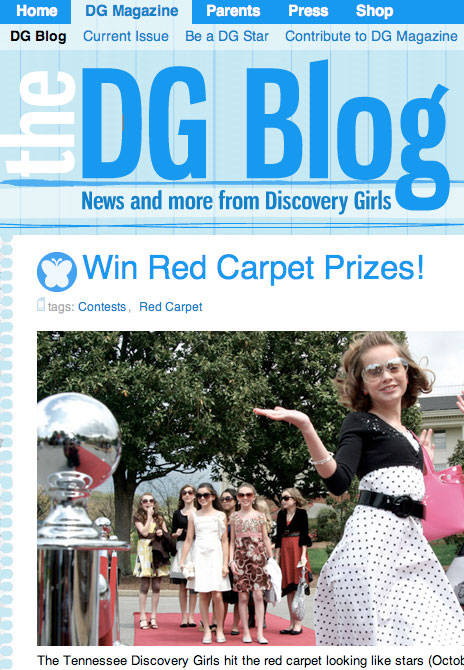 Home DG Magazine Parents Press Shop
DG Blog Current Issue Be a DG Star Contribute to DG Magazine
the DG Blog
News and more from Discovery Girls
Win Red Carpet Prizes!
tags: Contests, Red Carpet
The Tennessee Discovery Girls hit the red carpet looking like stars (Octol